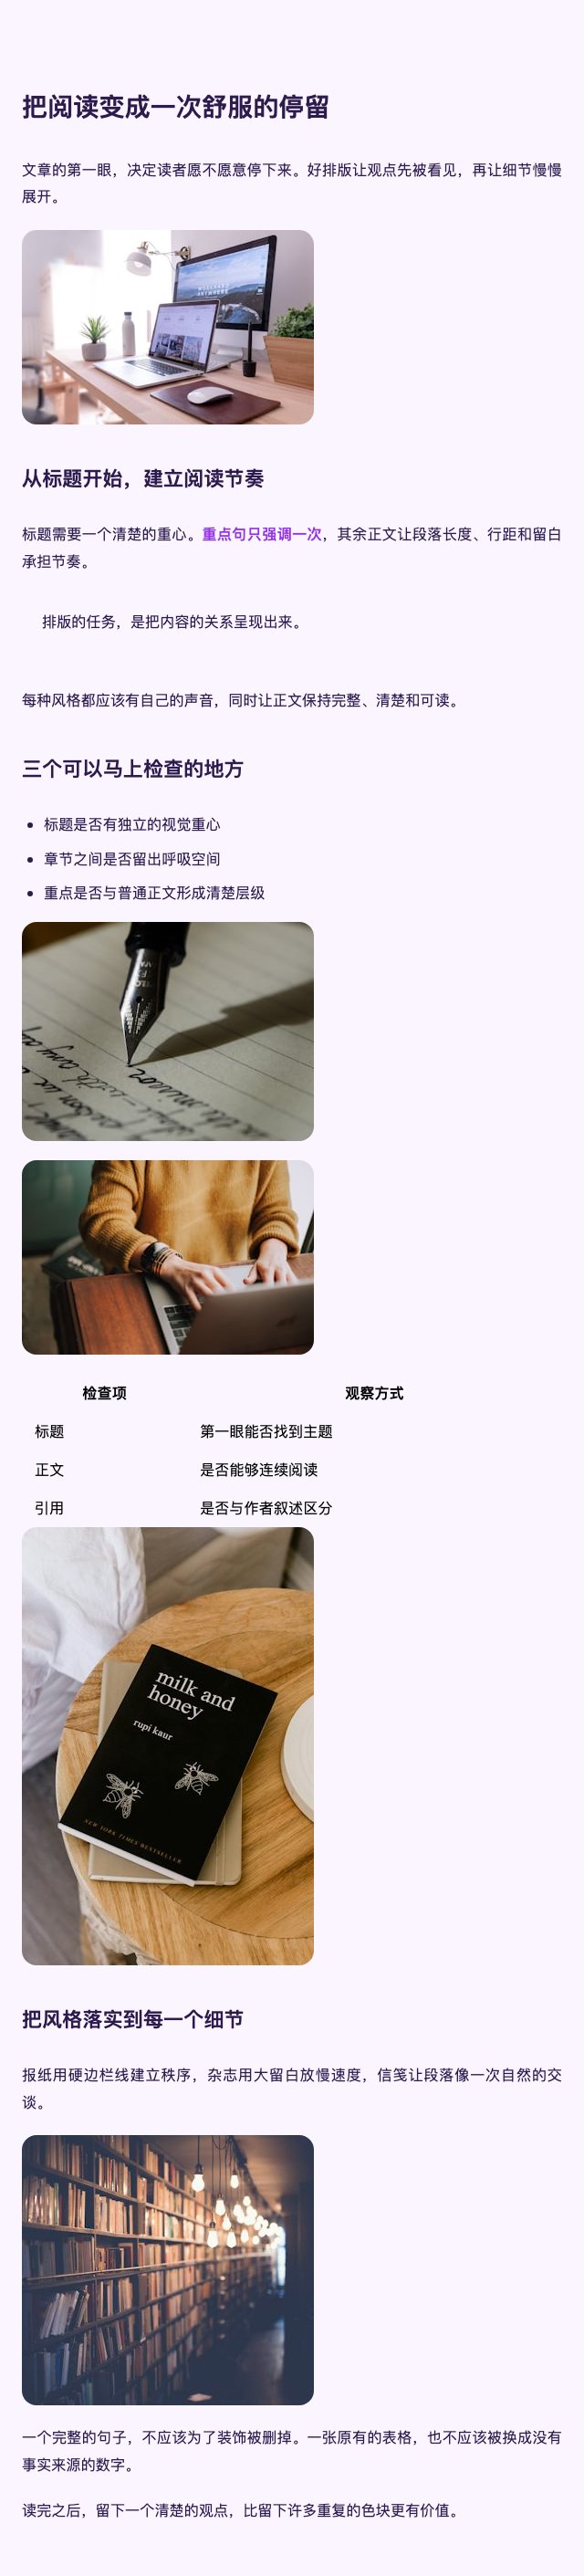 把阅读变成一次舒服的停留
文章的第一眼，决定读者愿不愿意停下来。好排版让观点先被看见，再让细节慢慢
展开。
从标题开始，建立阅读节奏
标题需要一个清楚的重心。重点句只强调一次，其余正文让段落长度、行距和留白
承担节奏。
排版的任务，是把内容的关系呈现出来。
每种风格都应该有自己的声音，同时让正文保持完整、清楚和可读。
三个可以马上检查的地方
• 标题是否有独立的视觉重心
• 章节之间是否留出呼吸空间
• 重点是否与普通正文形成清楚层级
检查项 观察方式
标题 第一眼能否找到主题
正文 是否能够连续阅读
引用 是否与作者叙述区分
milk and
honey
rupi kaur
NEW YORK TIMES BESTSELLER
把风格落实到每一个细节
报纸用硬边栏线建立秩序，杂志用大留白放慢速度，信笺让段落像一次自然的交
谈。
一个完整的句子，不应该为了装饰被删掉。一张原有的表格，也不应该被换成没有
事实来源的数字。
读完之后，留下一个清楚的观点，比留下许多重复的色块更有价值。